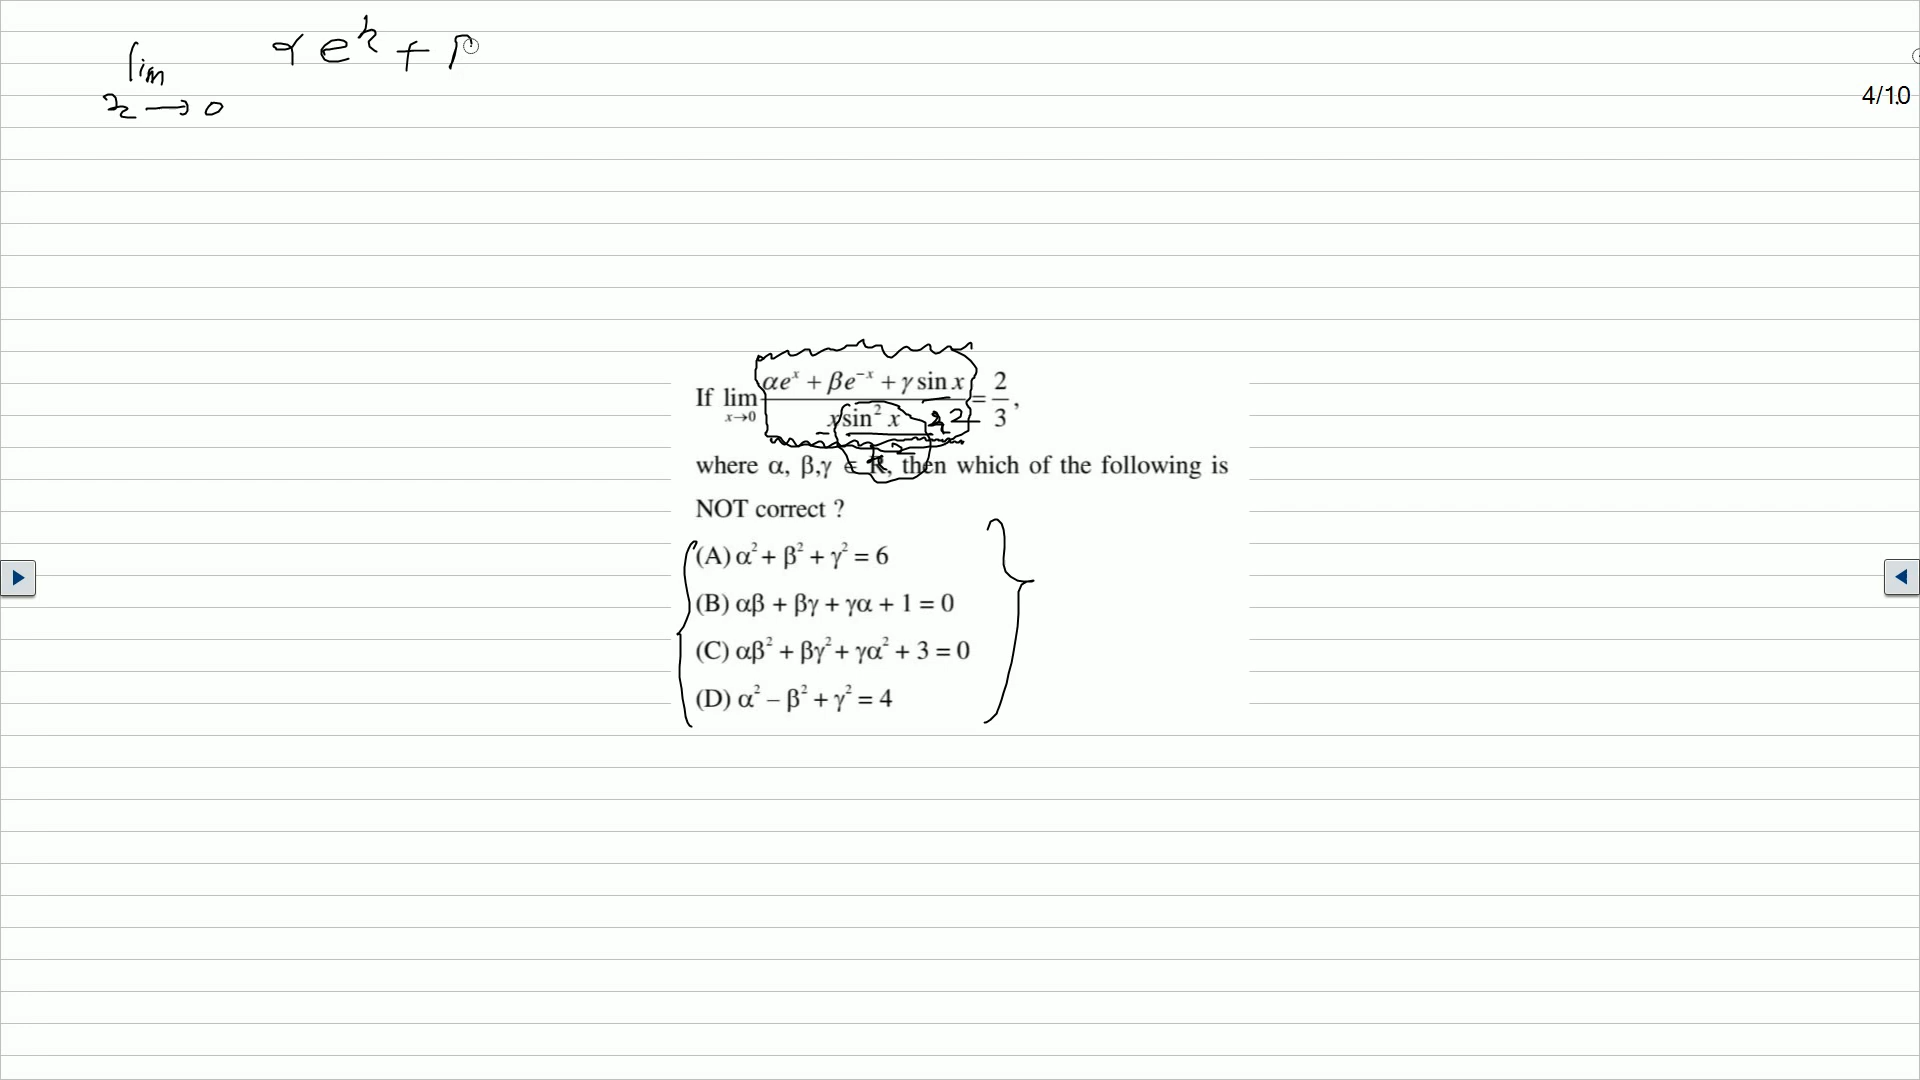 lim αe^x + β
x → 0
4/10
If lim x→0 (αe^x + βe^−x + γ sin x)/(x sin² x) = 2/3,
where α, β,γ ∈ R, then which of the following is
NOT correct ?
(A) α² + β² + γ² = 6
(B) αβ + βγ + γα + 1 = 0
(C) αβ² + βγ² + γα² + 3 = 0
(D) α² – β² + γ² = 4